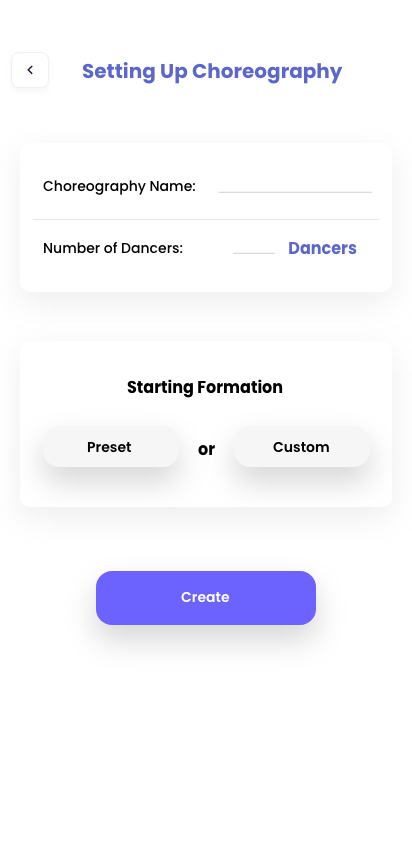 Setting Up Choreography
Choreography Name:
Number of Dancers: Dancers
Starting Formation
Preset or Custom
Create